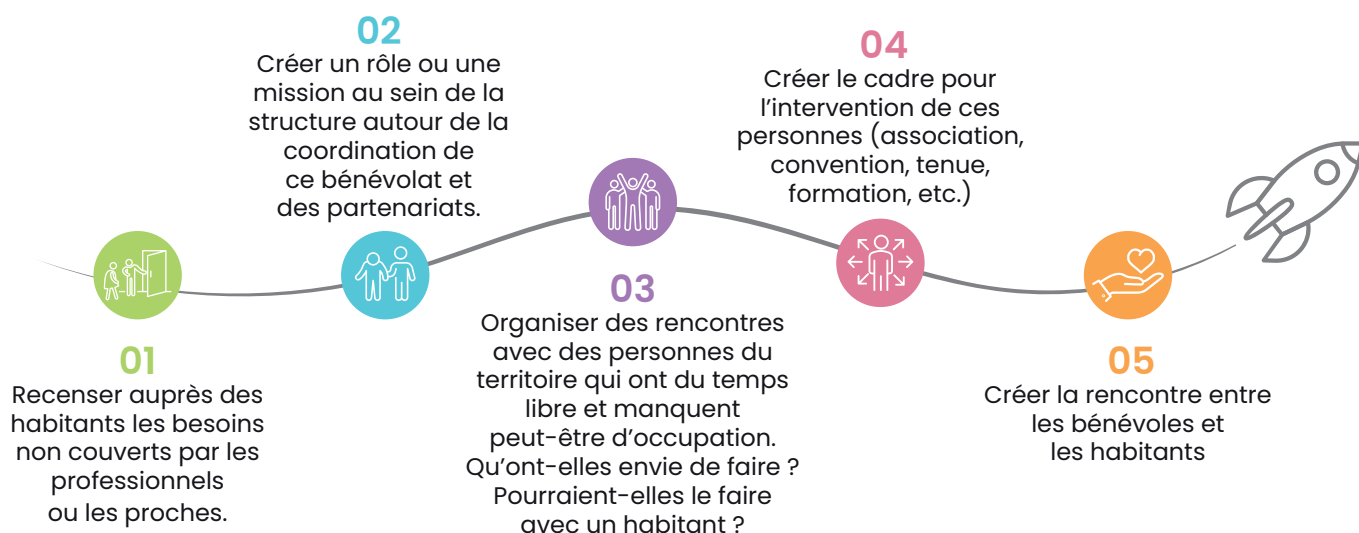 01
Recenser auprès des
habitants les besoins
non couverts par les
professionnels
ou les proches.
02
Créer un rôle ou une
mission au sein de la
structure autour de la
coordination de
ce bénévolat et
des partenariats.
03
Organiser des rencontres
avec des personnes du
territoire qui ont du temps
libre et manquent
peut-être d’occupation.
Qu’ont-elles envie de faire ?
Pourraient-elles le faire
avec un habitant ?
04
Créer le cadre pour
l’intervention de ces
personnes (association,
convention, tenue,
formation, etc.)
05
Créer la rencontre entre
les bénévoles et
les habitants